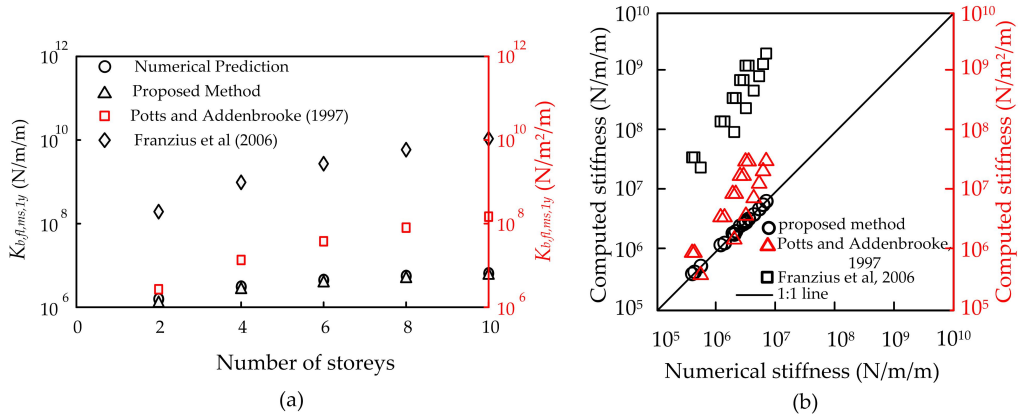 10^12
10^10
10^8
10^6
K_b,fl,ms,1y (N/m/m)
Numerical Prediction
Proposed Method
Potts and Addenbrooke (1997)
Franzius et al (2006)
10^12
10^10
10^8
10^6
K_b,fl,ms,1y (N/m^2/m)
0 2 4 6 8 10
Number of storeys
(a)
10^10
10^9
10^8
10^7
10^6
10^5
Computed stiffness (N/m/m)
proposed method
Potts and Addenbrooke,
1997
Franzius et al, 2006
1:1 line
10^10
10^9
10^8
10^7
10^6
10^5
Computed stiffness (N/m^2/m)
10^5 10^6 10^7 10^8 10^9 10^10
Numerical stiffness (N/m/m)
(b)